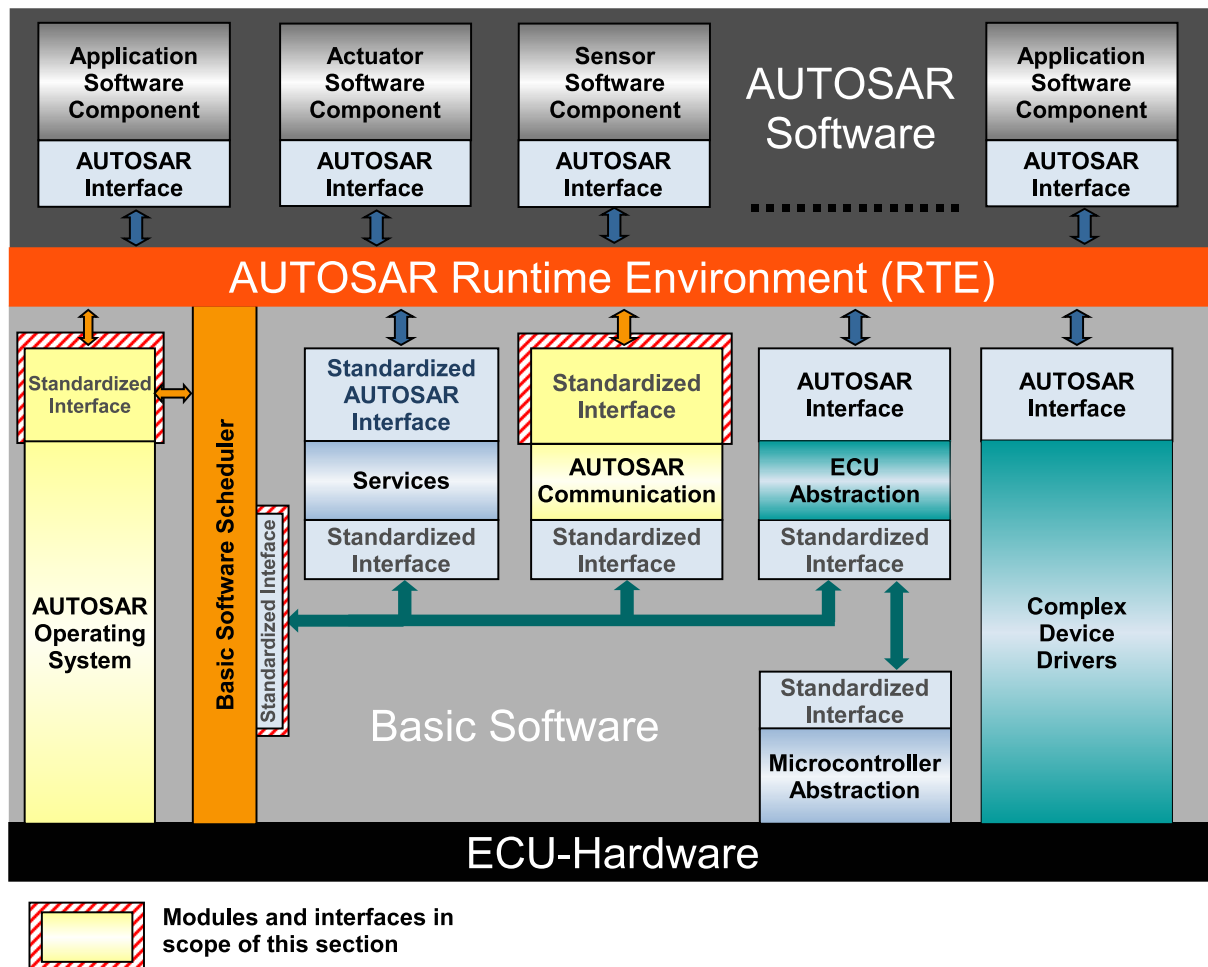 Application
Software
Component
AUTOSAR
Interface
Actuator
Software
Component
AUTOSAR
Interface
Sensor
Software
Component
AUTOSAR
Interface
AUTOSAR
Software
Application
Software
Component
AUTOSAR
Interface
AUTOSAR Runtime Environment (RTE)
Standardized
Interface
AUTOSAR
Operating
System
Basic Software Scheduler
Standardized Inteface
Standardized
AUTOSAR
Interface
Services
Standardized
Interface
Standardized
Interface
AUTOSAR
Communication
Standardized
Interface
AUTOSAR
Interface
ECU
Abstraction
Standardized
Interface
Standardized
Interface
Microcontroller
Abstraction
AUTOSAR
Interface
Complex
Device
Drivers
Basic Software
ECU-Hardware
Modules and interfaces in
scope of this section